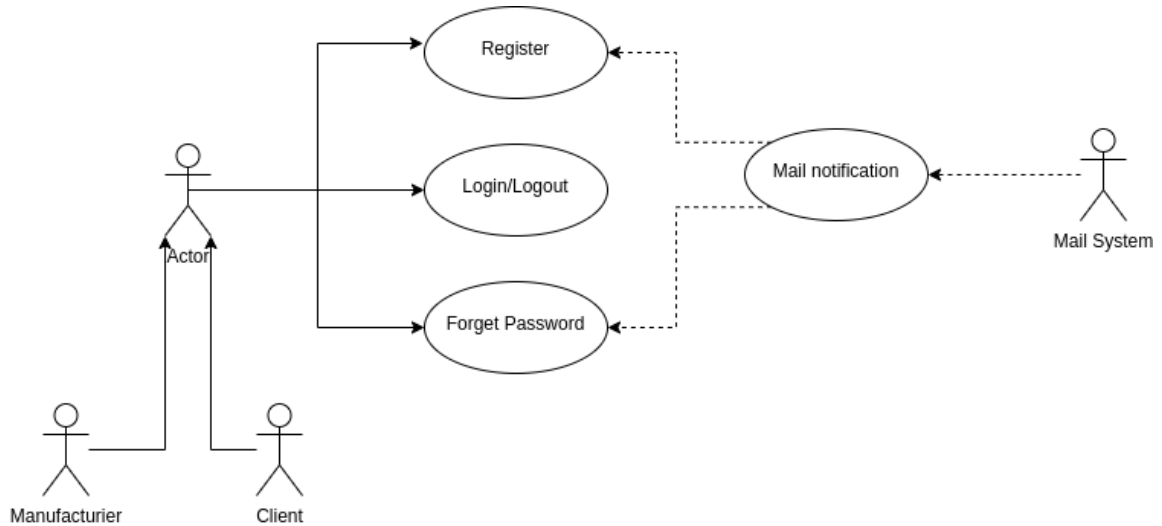 Register
Login/Logout
Mail notification
Mail System
Actor
Forget Password
Manufacturier
Client